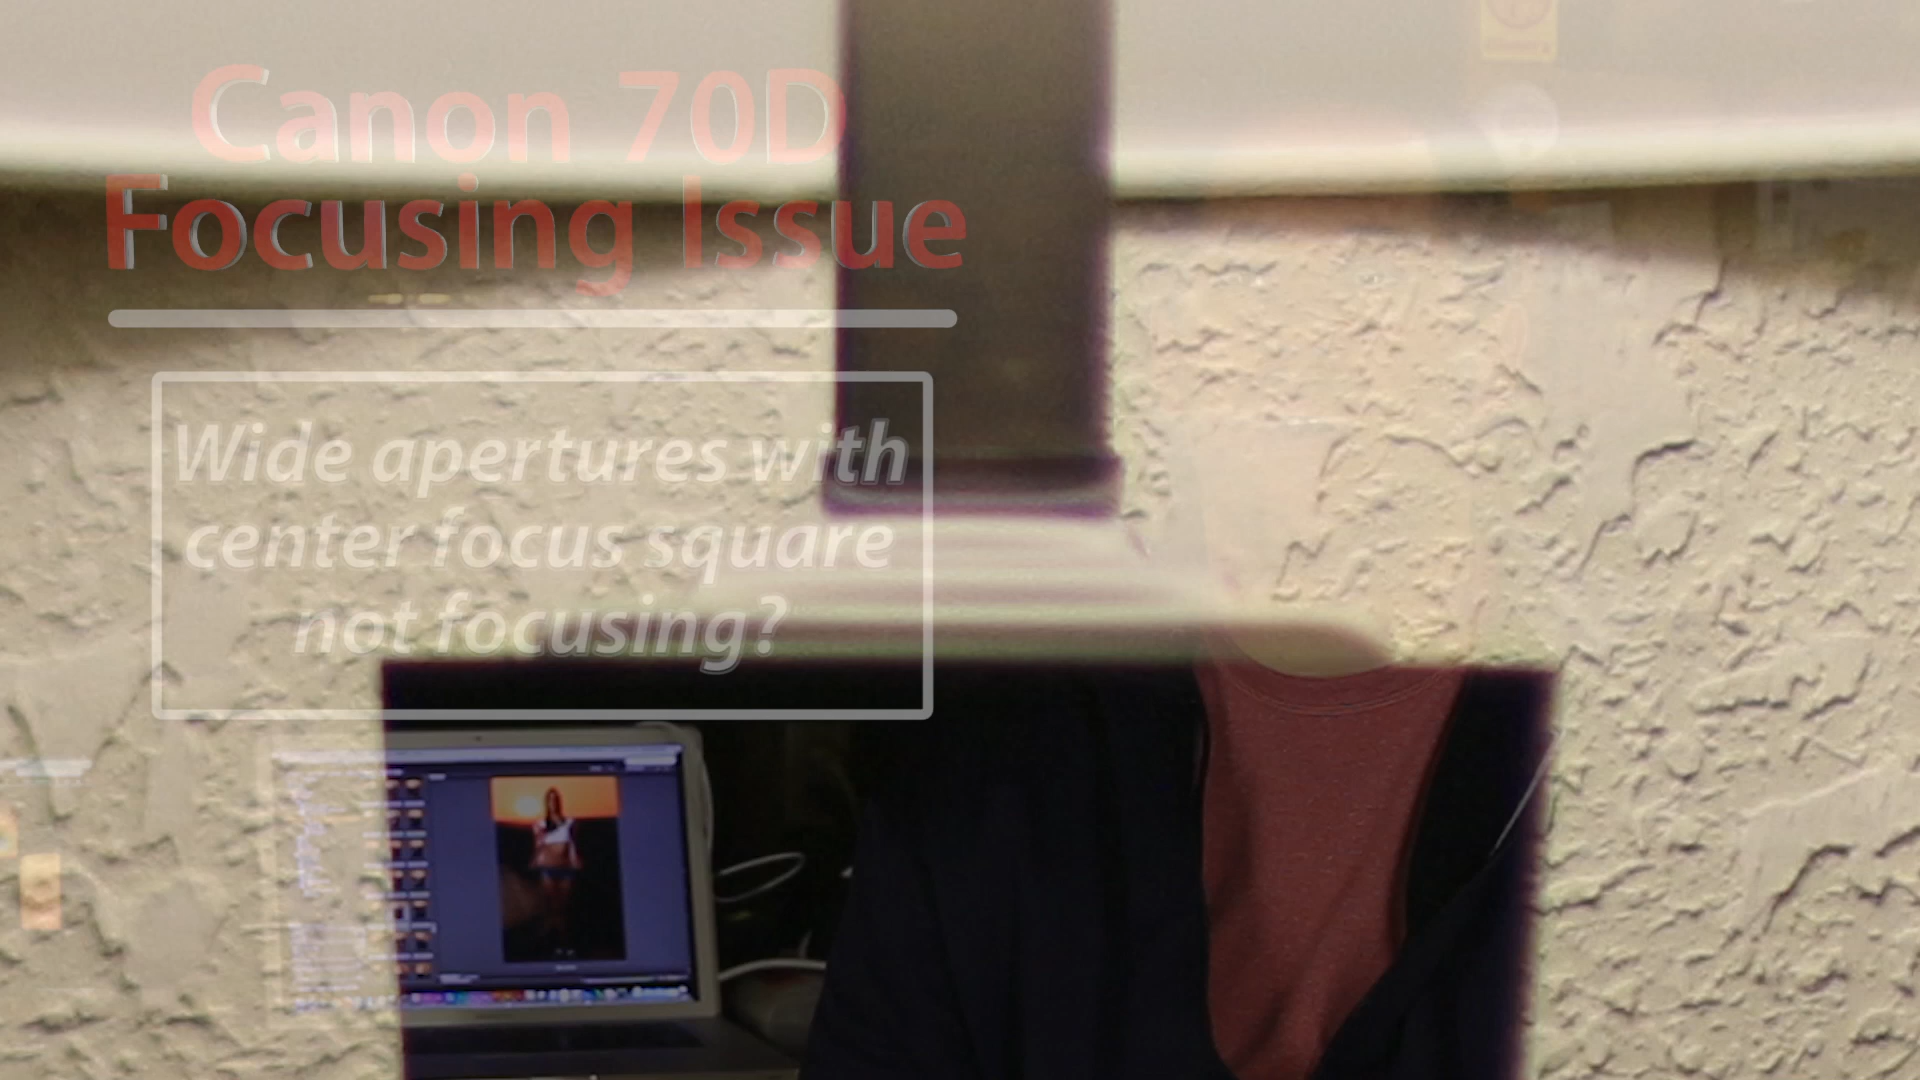 Canon 70D
Focusing Issue
Wide apertures with
center focus square
not focusing?